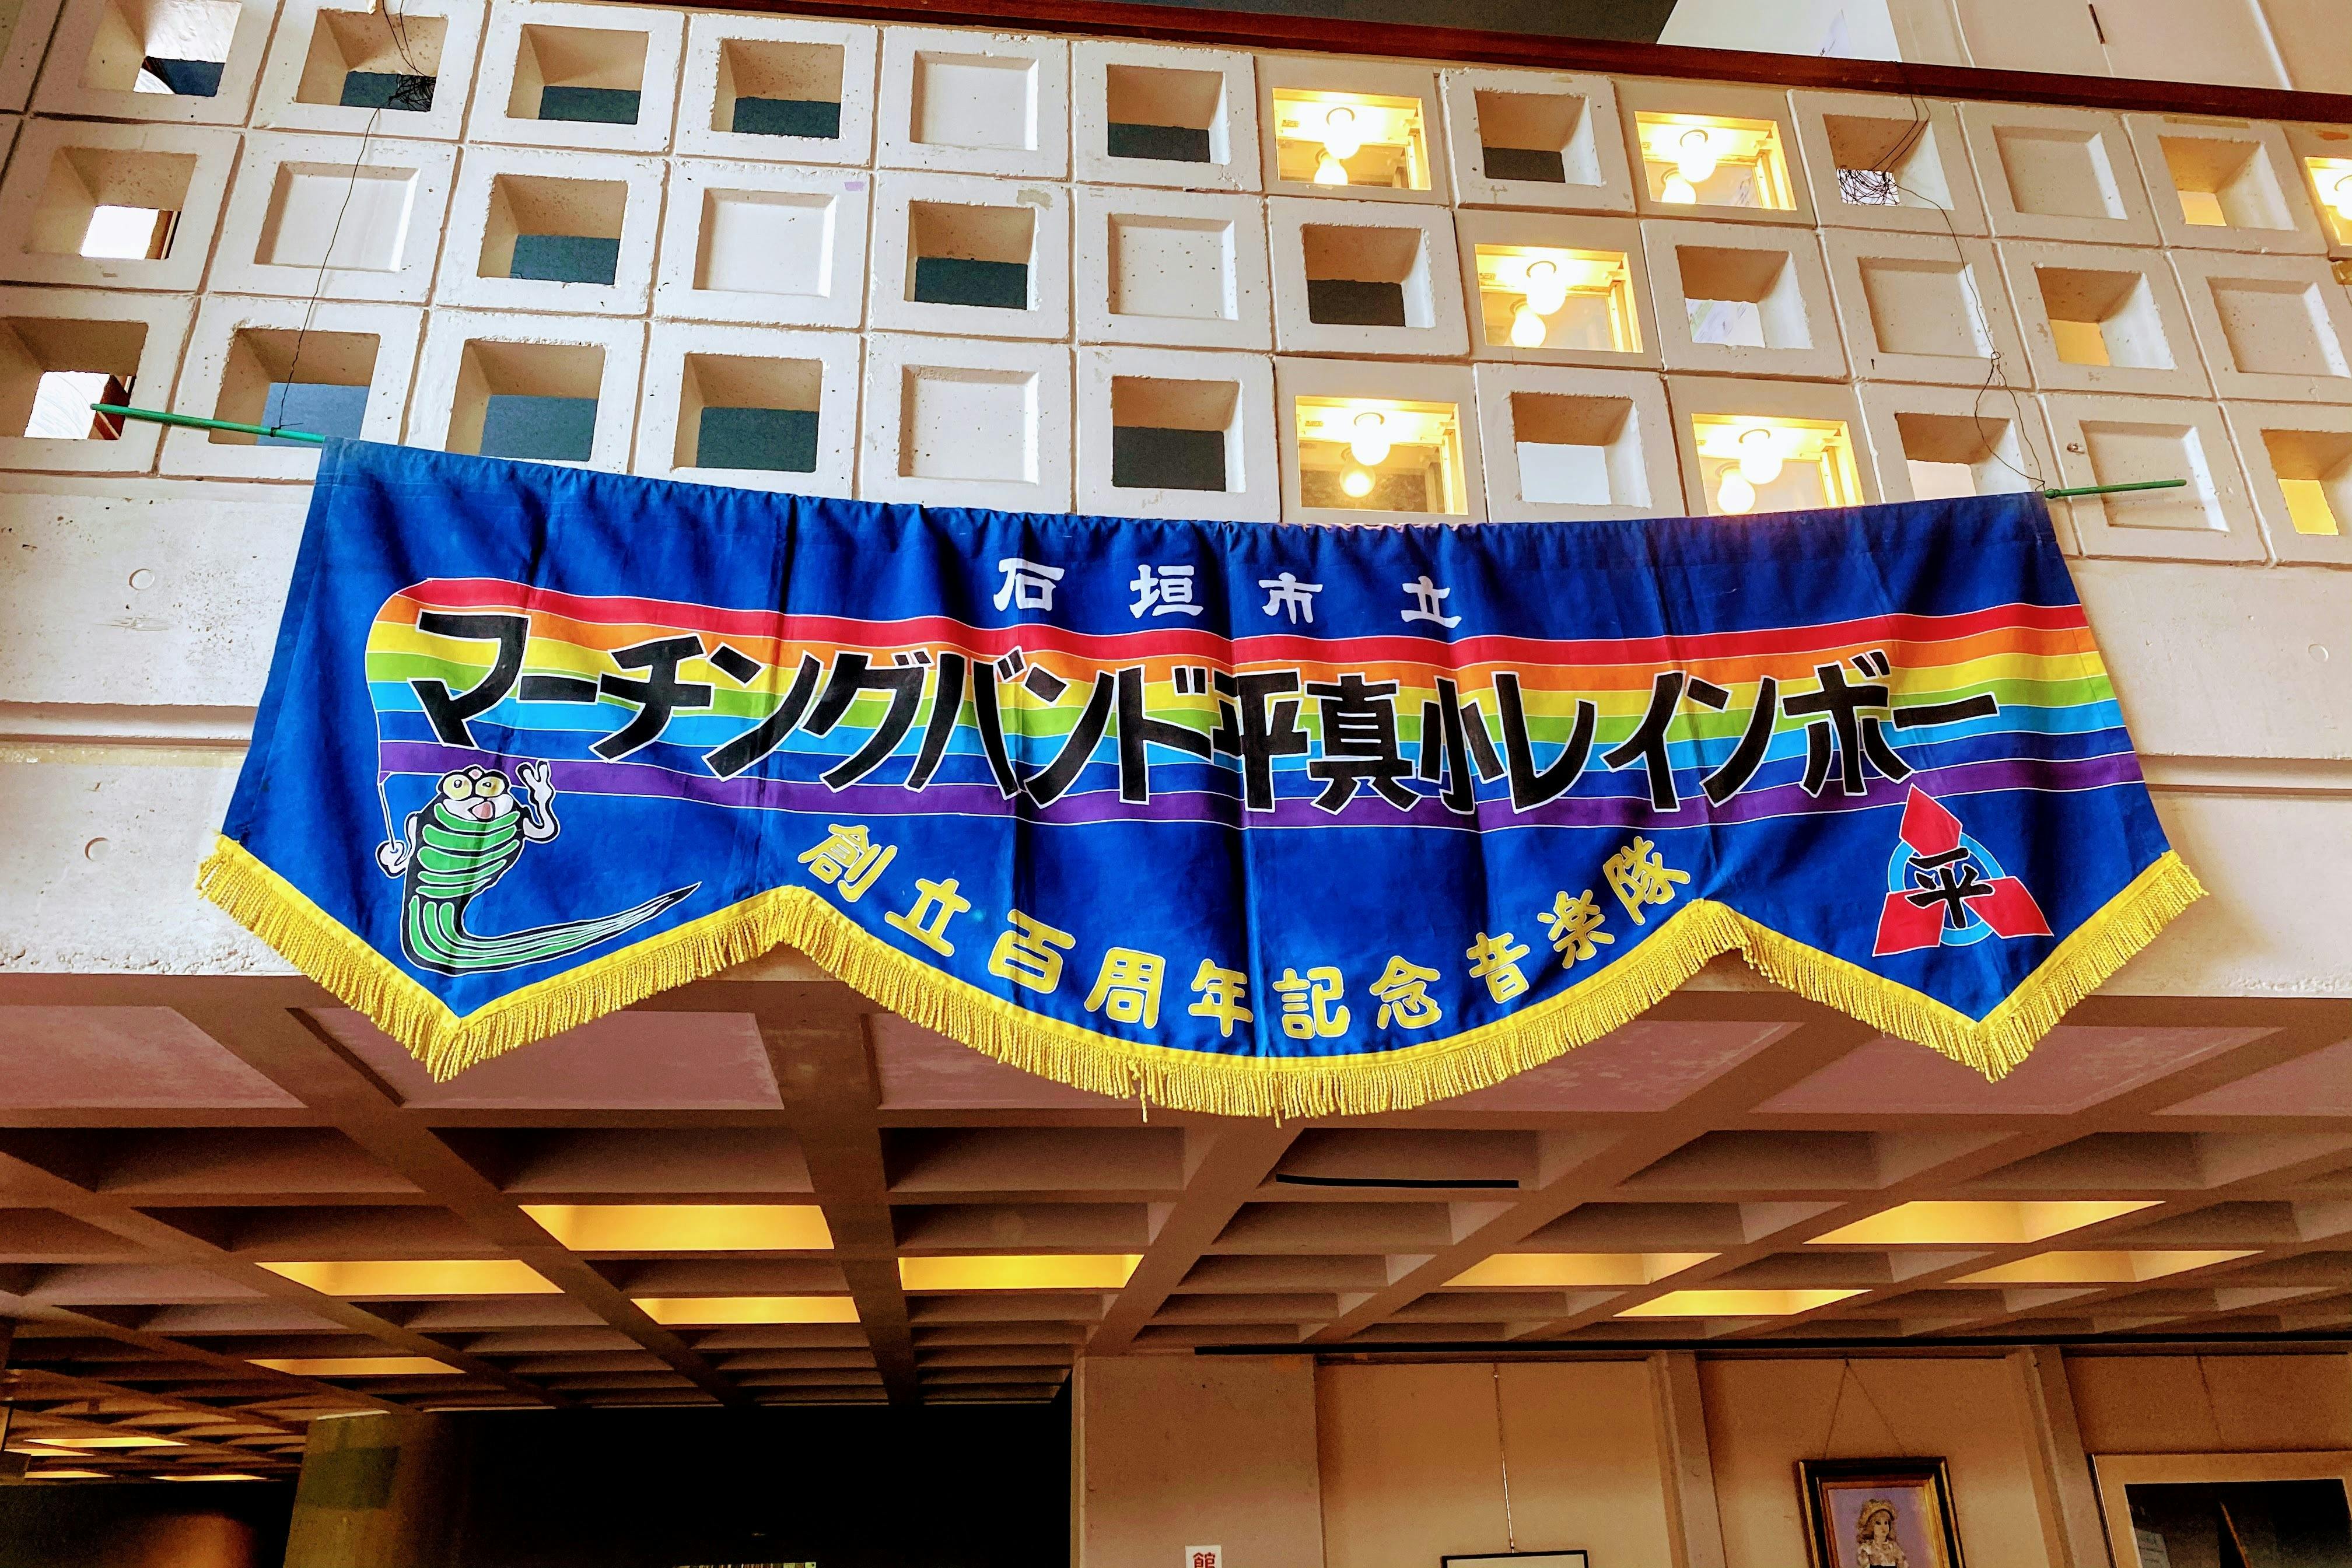 石垣市立
マーチングバンド平真小レインボー
平
創立百周年記念音楽隊
館